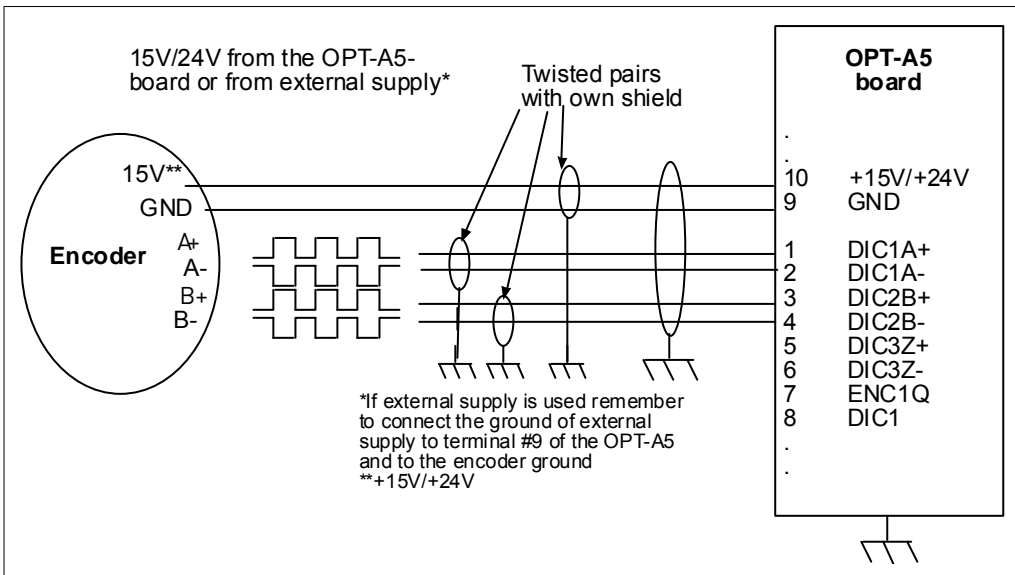 15V/24V from the OPT-A5-
board or from external supply*
Twisted pairs
with own shield
OPT-A5
board
.
.
Encoder
15V**
GND
A+
A-
B+
B-
10 +15V/+24V
9 GND
1 DIC1A+
2 DIC1A-
3 DIC2B+
4 DIC2B-
5 DIC3Z+
6 DIC3Z-
7 ENC1Q
8 DIC1
.
.
*If external supply is used remember
to connect the ground of external
supply to terminal #9 of the OPT-A5
and to the encoder ground
**+15V/+24V